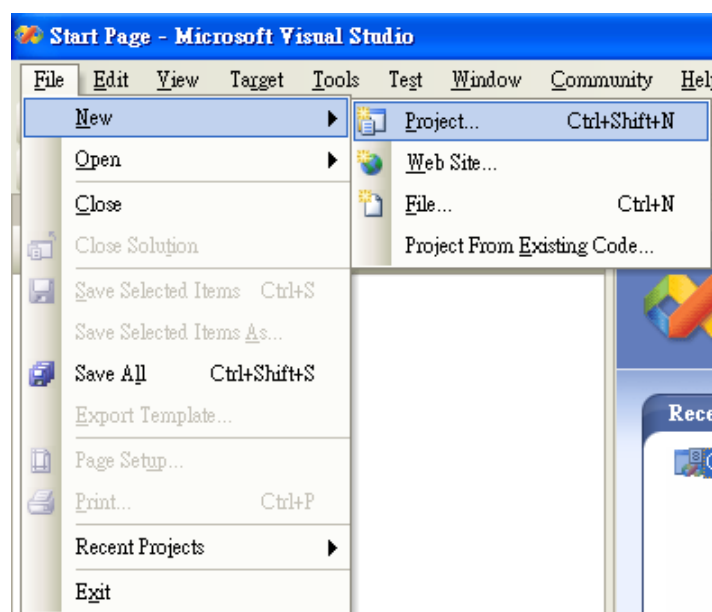 Start Page - Microsoft Visual Studio
File Edit View Target Tools Test Window Community Hel
New
Project... Ctrl+Shift+N
Open
Web Site...
Close
File... Ctrl+N
Close Solution
Project From Existing Code...
Save Selected Items Ctrl+S
Save Selected Items As...
Save All Ctrl+Shift+S
Export Template...
Rece
Page Setup...
Print... Ctrl+P
Recent Projects
Exit